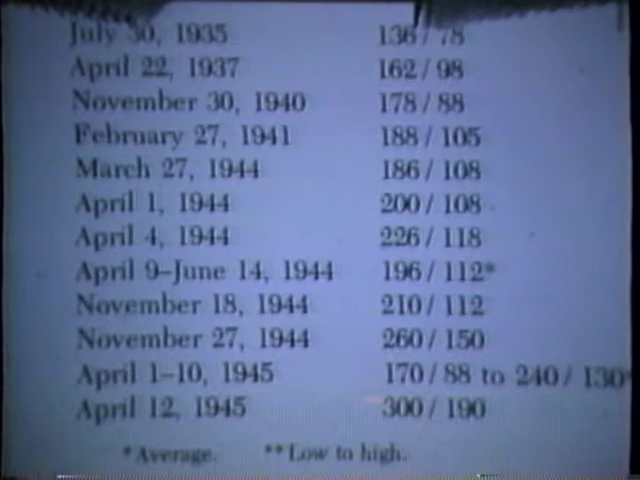 July 30, 1935 136 / 78
April 22, 1937 162 / 98
November 30, 1940 178 / 88
February 27, 1941 188 / 105
March 27, 1944 186 / 108
April 1, 1944 200 / 108
April 4, 1944 226 / 118
April 9–June 14, 1944 196 / 112*
November 18, 1944 210 / 112
November 27, 1944 260 / 150
April 1–10, 1945 170 / 88 to 240 / 130*
April 12, 1945 300 / 190
*Average. **Low to high.